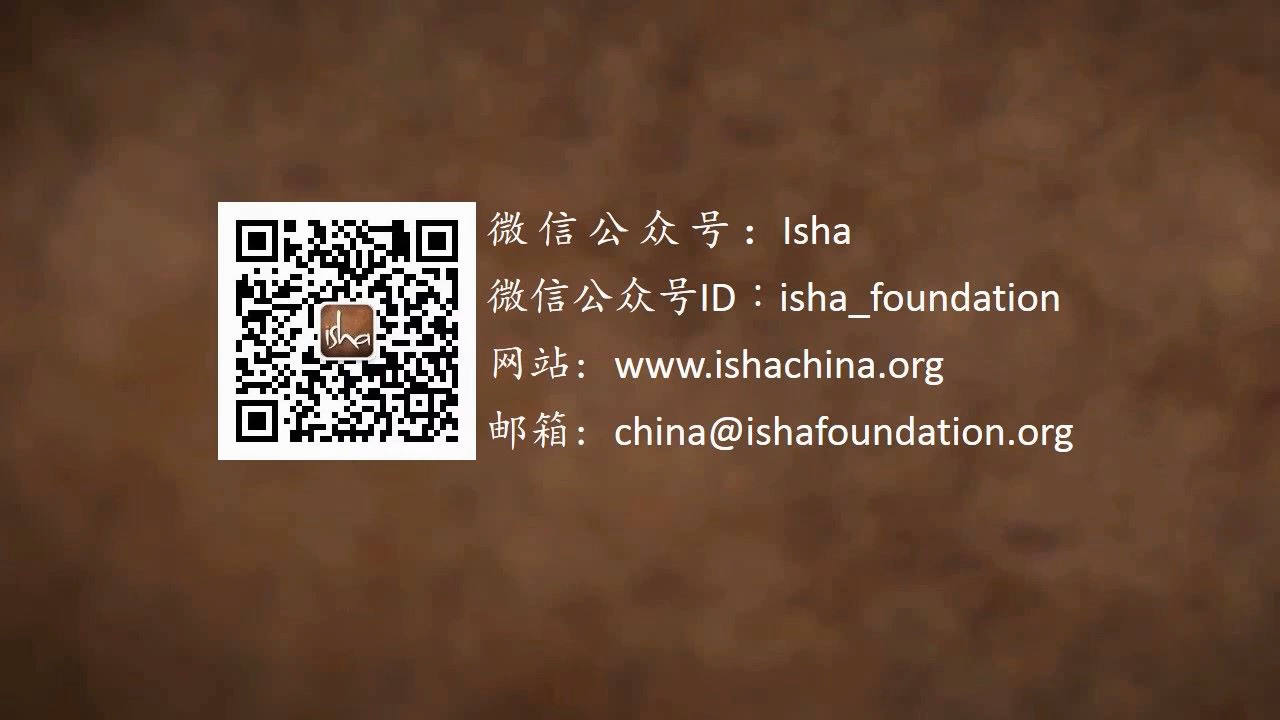 isha
微信公众号：Isha
微信公众号ID：isha_foundation
网站：www.ishachina.org
邮箱：china@ishafoundation.org